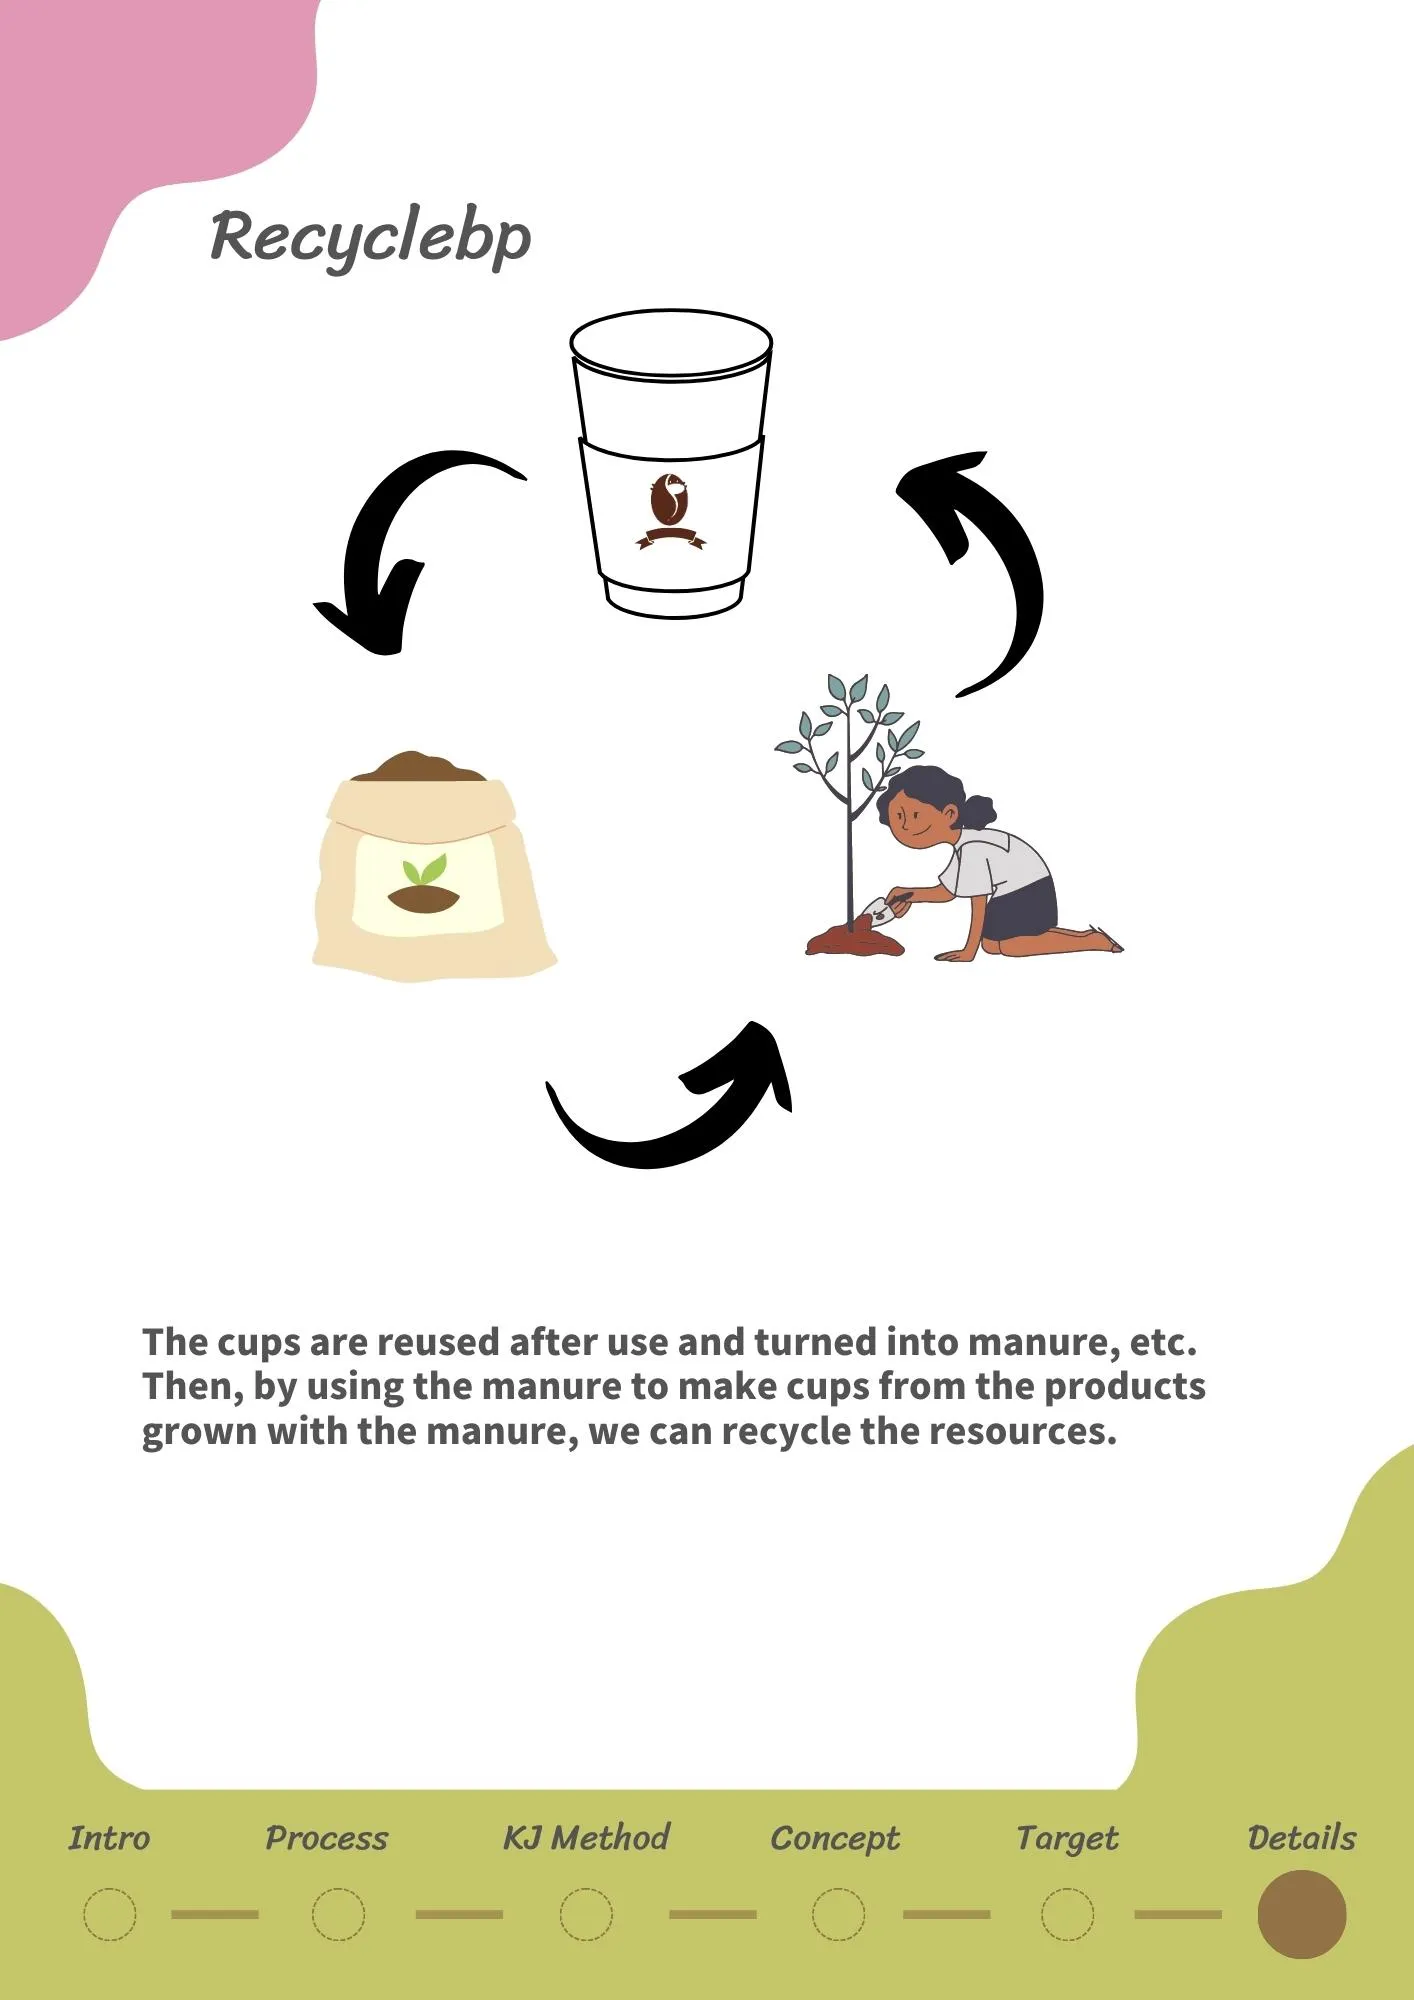 Recyclebp
The cups are reused after use and turned into manure, etc.
Then, by using the manure to make cups from the products
grown with the manure, we can recycle the resources.
Intro Process KJ Method Concept Target Details